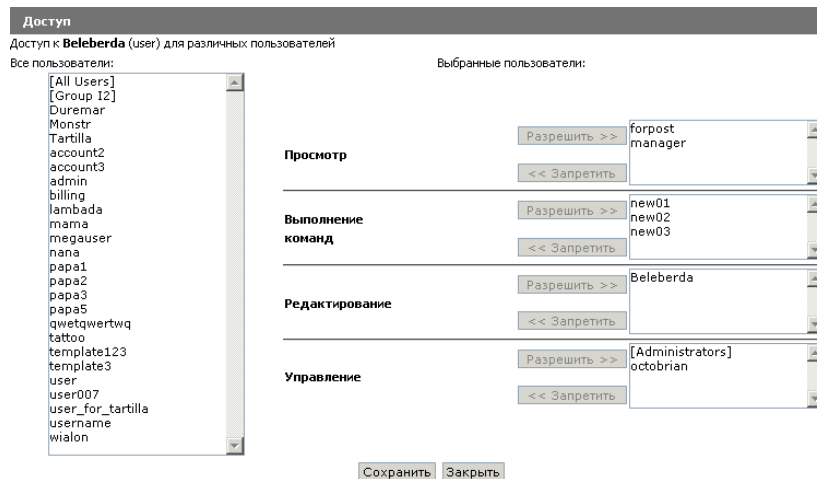 Доступ
Доступ к Beleberda (user) для различных пользователей
Все пользователи:
Выбранные пользователи:
[All Users]
[Group I2]
Duremar
Monstr
Tartilla
account2
account3
admin
billing
lambada
mama
megauser
nana
papa1
papa2
papa3
papa5
qwetqwertwq
tattoo
template123
template3
user
user007
user_for_tartilla
username
wialon
Просмотр
Разрешить >>
<< Запретить
forpost
manager
Выполнение
команд
Разрешить >>
<< Запретить
new01
new02
new03
Редактирование
Разрешить >>
<< Запретить
Beleberda
Управление
Разрешить >>
<< Запретить
[Administrators]
octobrian
Сохранить Закрыть